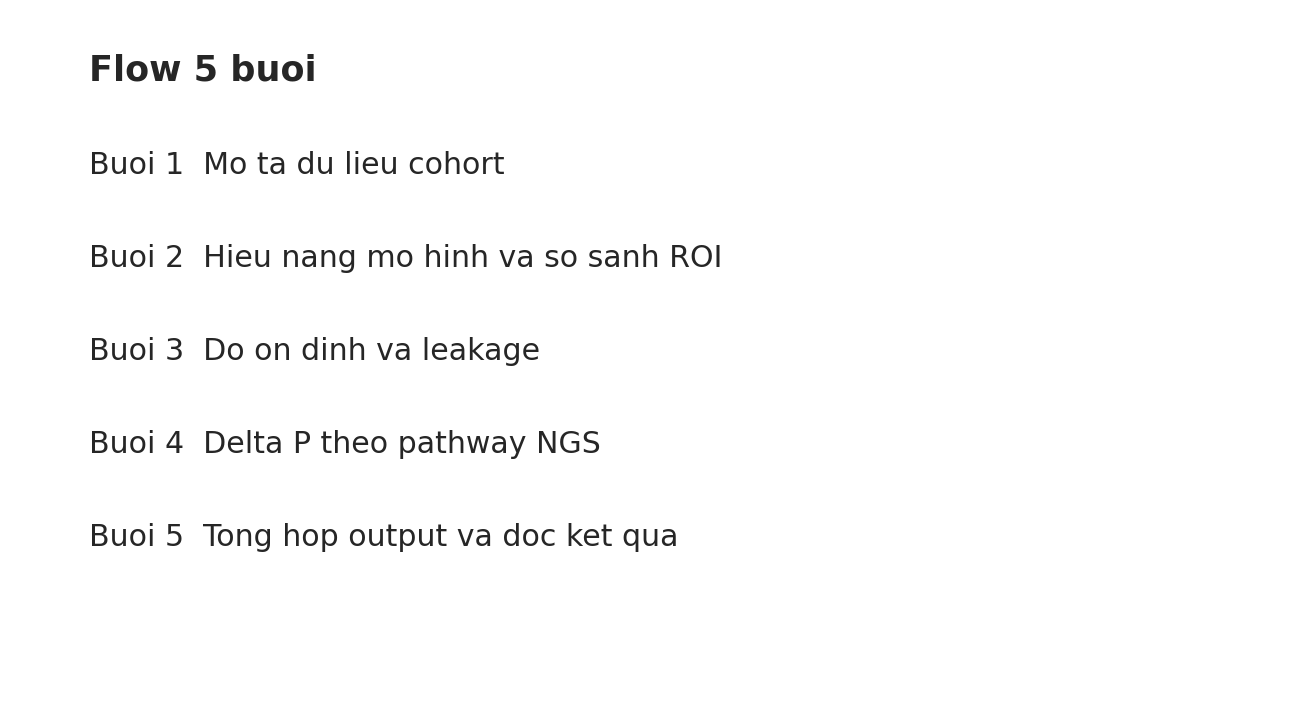 Flow 5 buoi
Buoi 1 Mo ta du lieu cohort
Buoi 2 Hieu nang mo hinh va so sanh ROI
Buoi 3 Do on dinh va leakage
Buoi 4 Delta P theo pathway NGS
Buoi 5 Tong hop output va doc ket qua